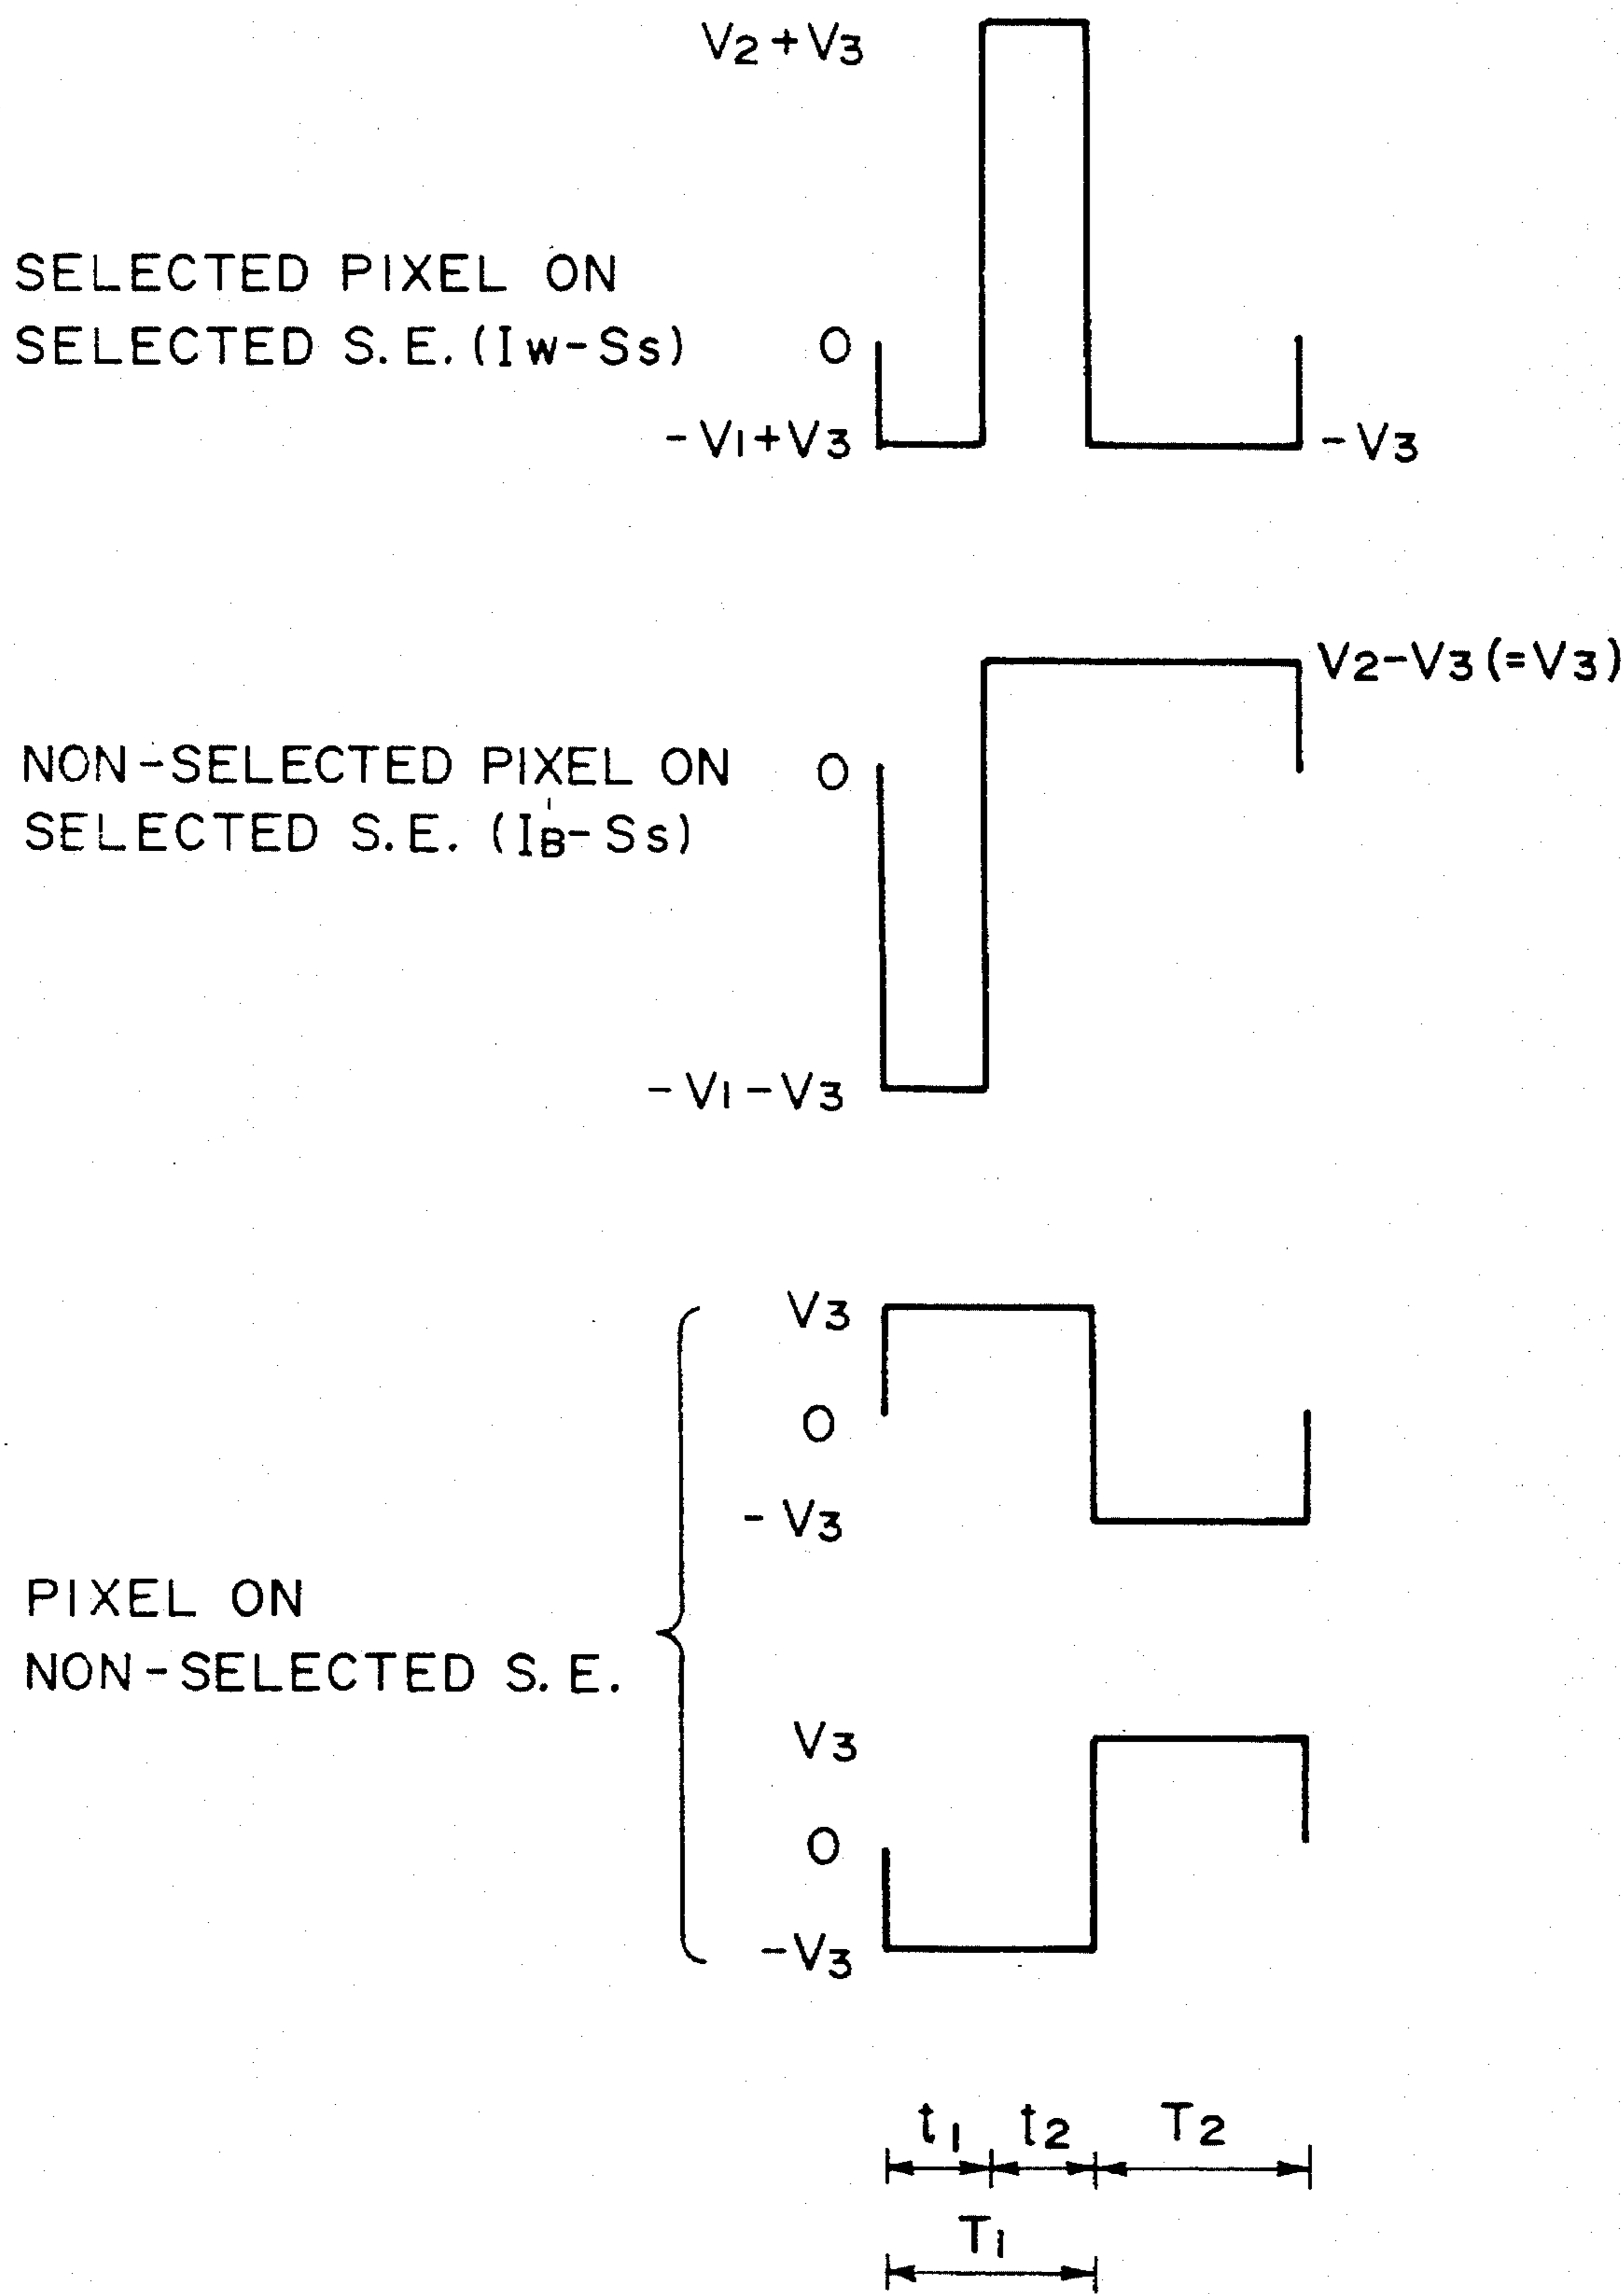 V2+V3
SELECTED PIXEL ON
SELECTED S.E.(IW-SS)
0
-V1+V3
-V3
V2-V3(=V3)
NON-SELECTED PIXEL ON
SELECTED S.E. (IB-SS)
0
-V1-V3
V3
0
-V3
PIXEL ON
NON-SELECTED S.E.
V3
0
-V3
t1 t2 T2
T1